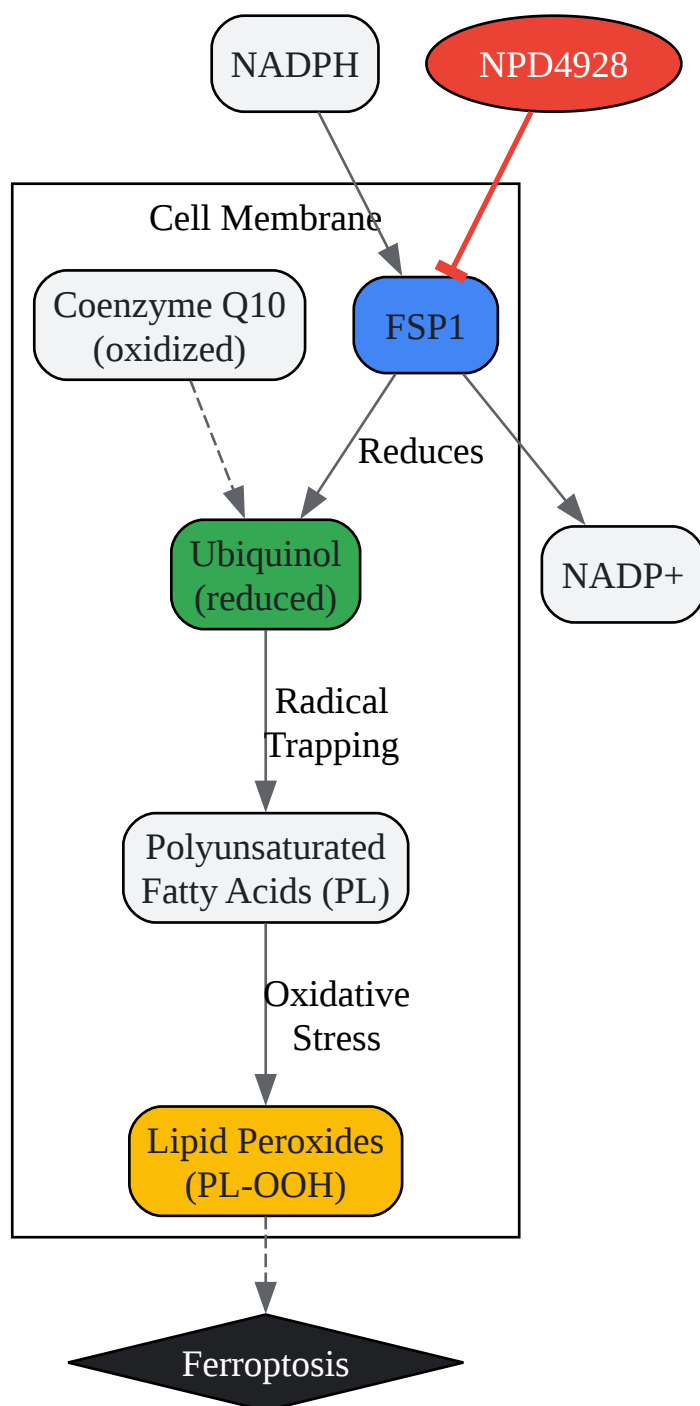 NADPH
NPD4928
Cell Membrane
Coenzyme Q10
(oxidized)
FSP1
Reduces
Ubiquinol
(reduced)
NADP+
Radical
Trapping
Polyunsaturated
Fatty Acids (PL)
Oxidative
Stress
Lipid Peroxides
(PL-OOH)
Ferroptosis